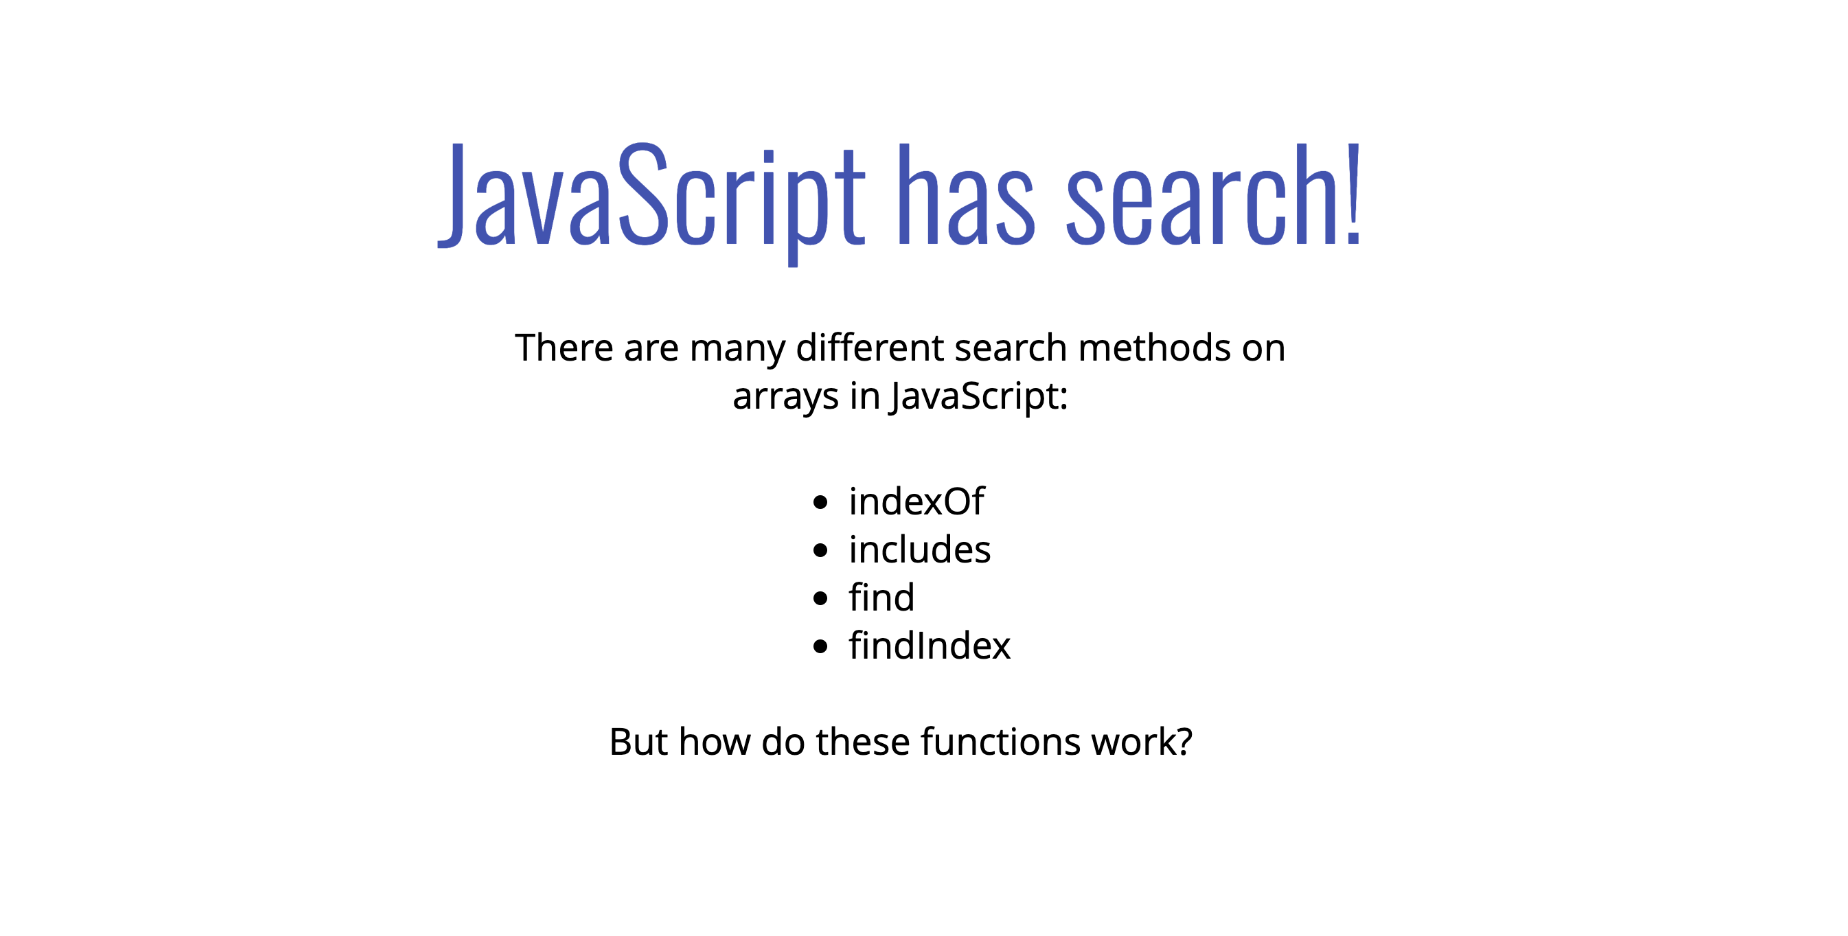 JavaScript has search!
There are many different search methods on
arrays in JavaScript:
• indexOf
• includes
• find
• findIndex
But how do these functions work?